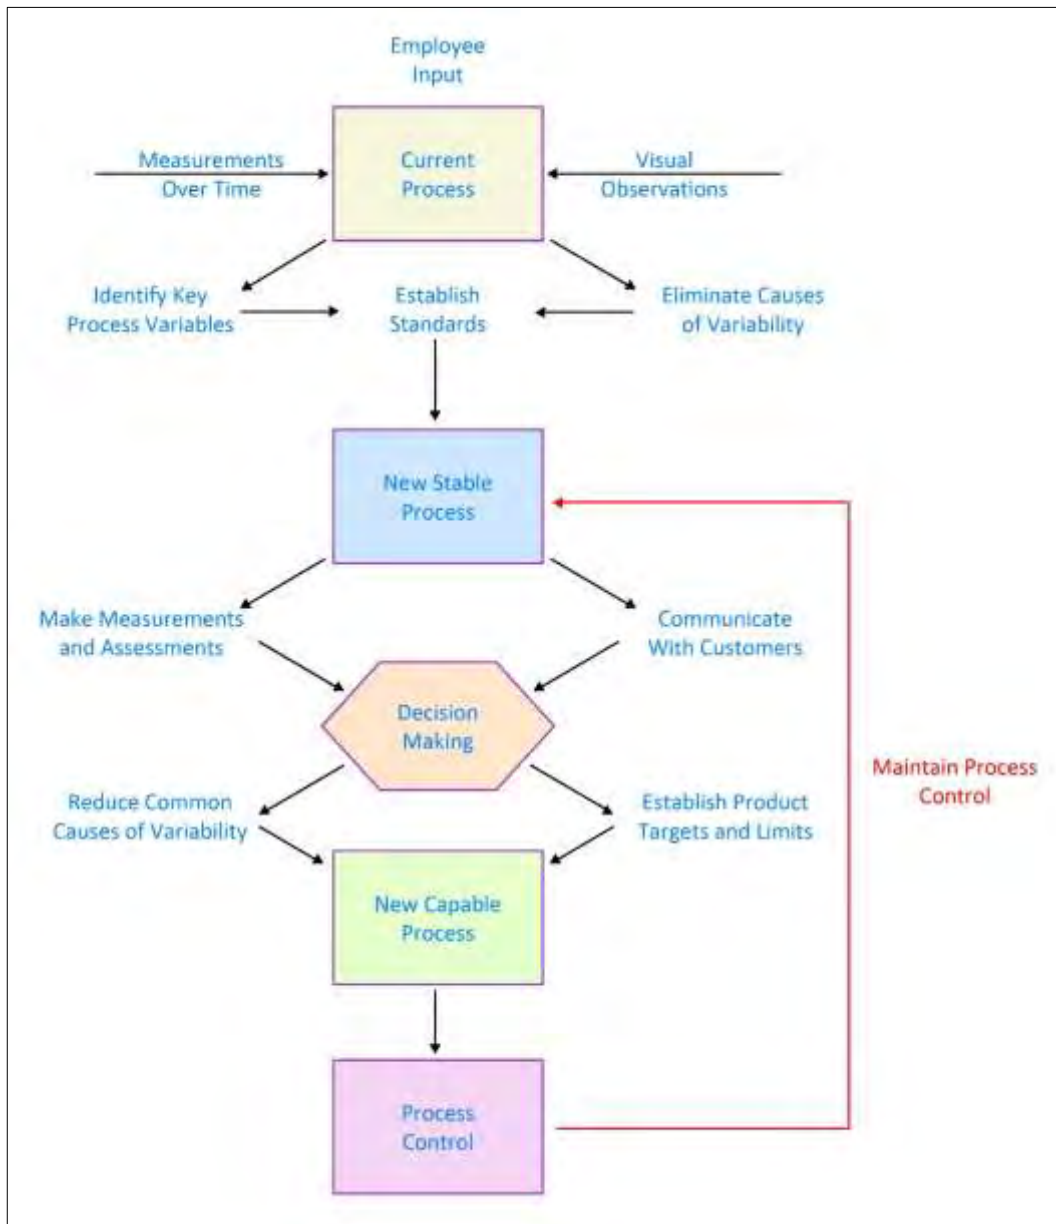 Employee
Input
Measurements
Over Time
Current
Process
Visual
Observations
Identify Key
Process Variables
Establish
Standards
Eliminate Causes
of Variability
New Stable
Process
Make Measurements
and Assessments
Communicate
With Customers
Decision
Making
Maintain Process
Control
Reduce Common
Causes of Variability
Establish Product
Targets and Limits
New Capable
Process
Process
Control